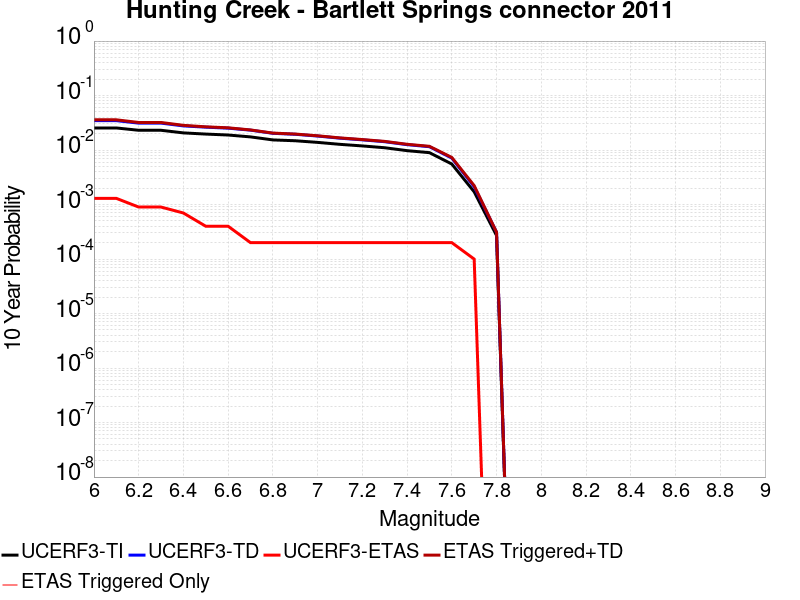 Hunting Creek - Bartlett Springs connector 2011
10 0
10 -1
10 -2
10 -3
10 -4
10 -5
10 -6
10 -7
10 -8
10 Year Probability
6 6.2 6.4 6.6 6.8 7 7.2 7.4 7.6 7.8 8 8.2 8.4 8.6 8.8 9
Magnitude
UCERF3-TI UCERF3-TD UCERF3-ETAS ETAS Triggered+TD
ETAS Triggered Only